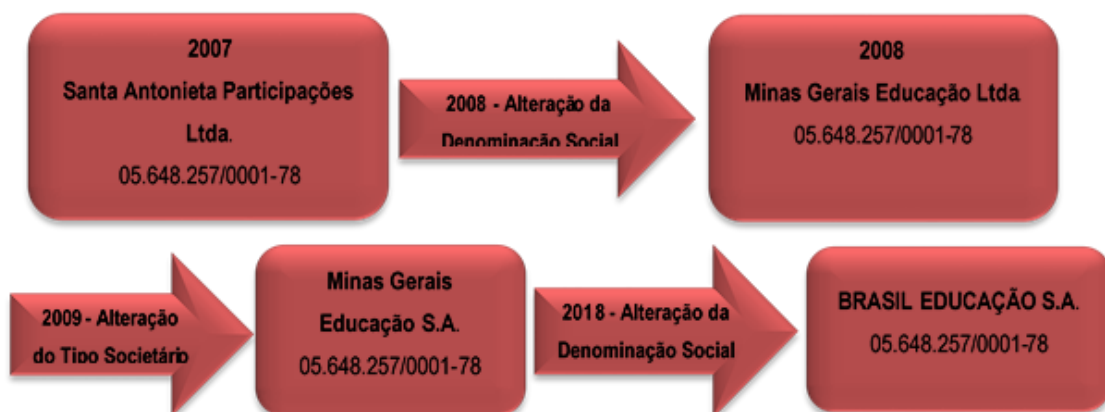 2007
Santa Antonieta Participações
Ltda.
05.648.257/0001-78
2008 - Alteração da
Denominação Social
2008
Minas Gerais Educação Ltda
05.648.257/0001-78
2009 - Alteração
do Tipo Societário
Minas Gerais
Educação S.A.
05.648.257/0001-78
2018 - Alteração da
Denominação Social
BRASIL EDUCAÇÃO S.A.
05.648.257/0001-78